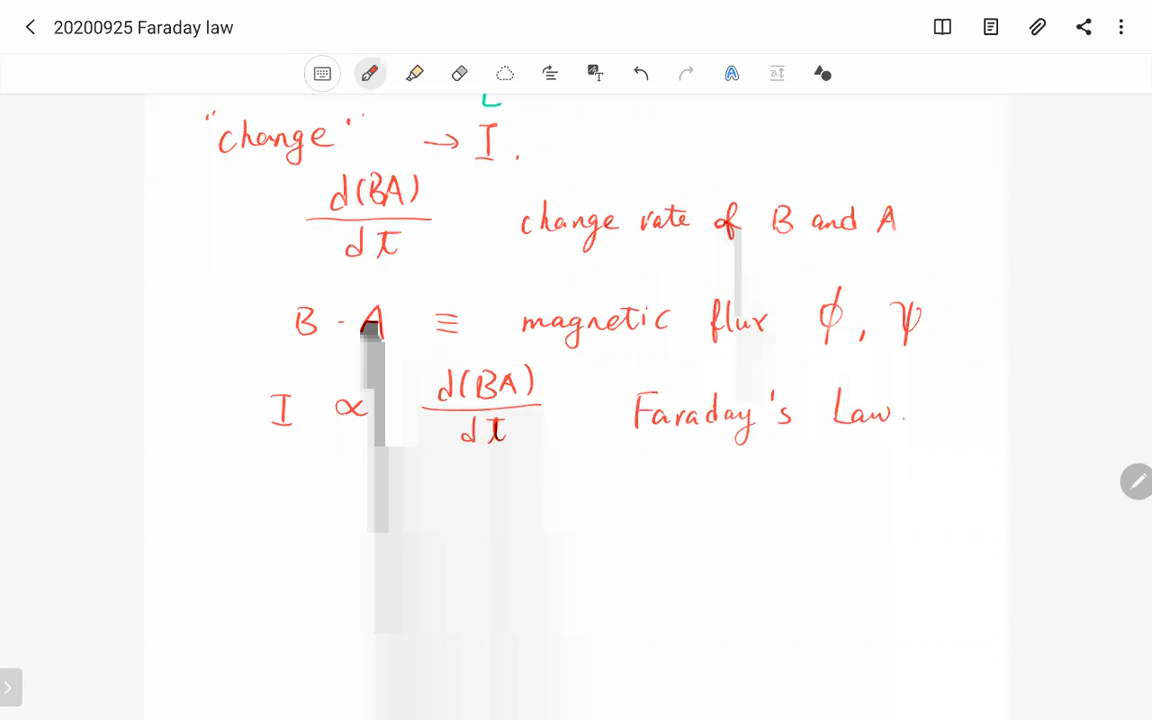 20200925 Faraday law
"change" → I.
d(BA)
dt
change rate of B and A
B · A ≡ magnetic flux ϕ, ψ
I ∝ d(BA)
dt
Faraday's Law.